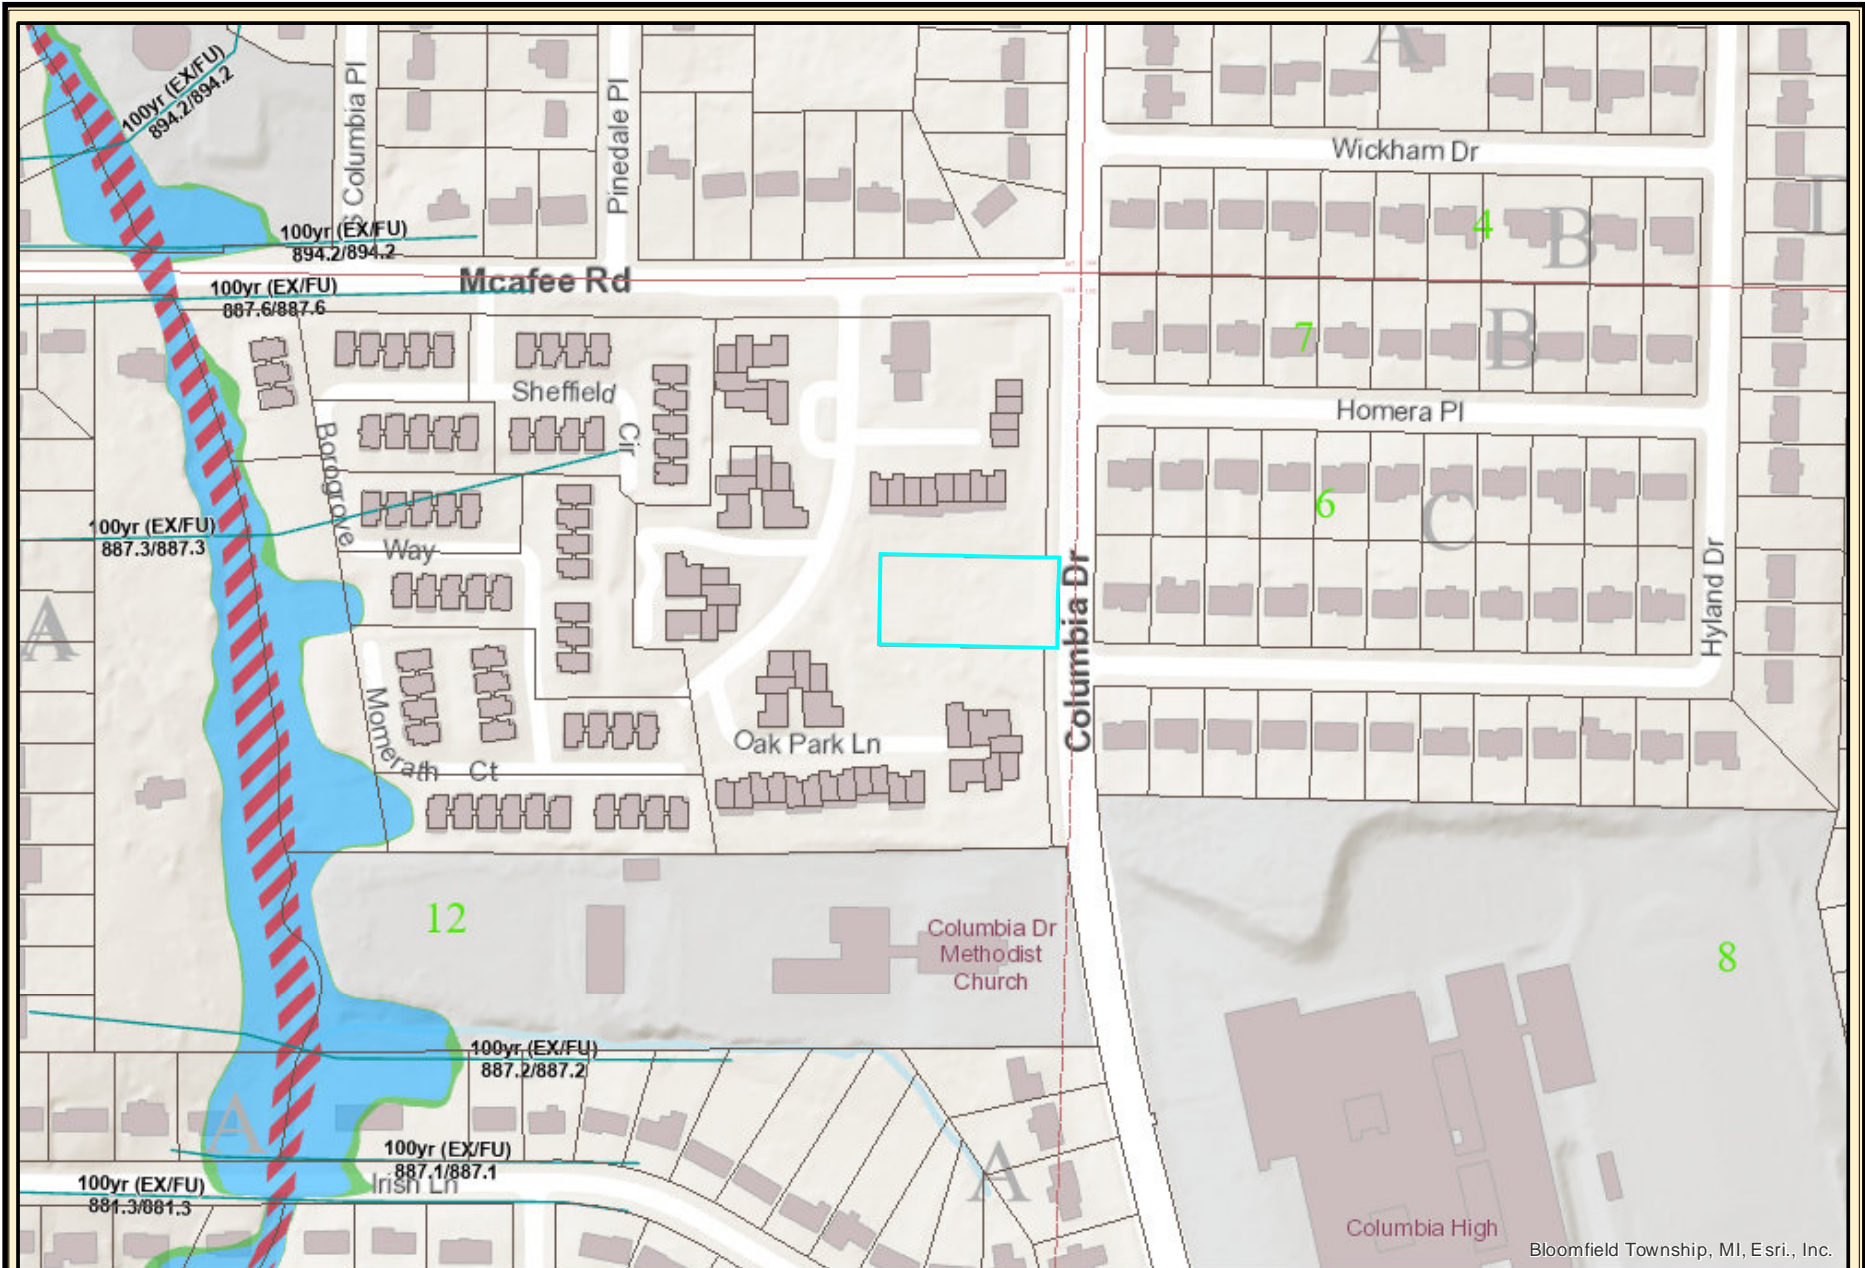 A
100yr (EX/FU)
894.2/894.2
S Columbia Pl
Pinedale Pl
Wickham Dr
D
4
B
100yr (EX/FU)
894.2/894.2
Mcafee Rd
100yr (EX/FU)
887.6/887.6
7
B
Sheffield
Cir
Homera Pl
Borogrove
Way
100yr (EX/FU)
887.3/887.3
6
C
Columbia Dr
Hyland Dr
A
Momerath Ct
Oak Park Ln
12
Columbia Dr
Methodist
Church
8
100yr (EX/FU)
887.2/887.2
A
100yr (EX/FU)
887.1/887.1
Irish Ln
A
100yr (EX/FU)
881.3/881.3
Columbia High
Bloomfield Township, MI, Esri., Inc.